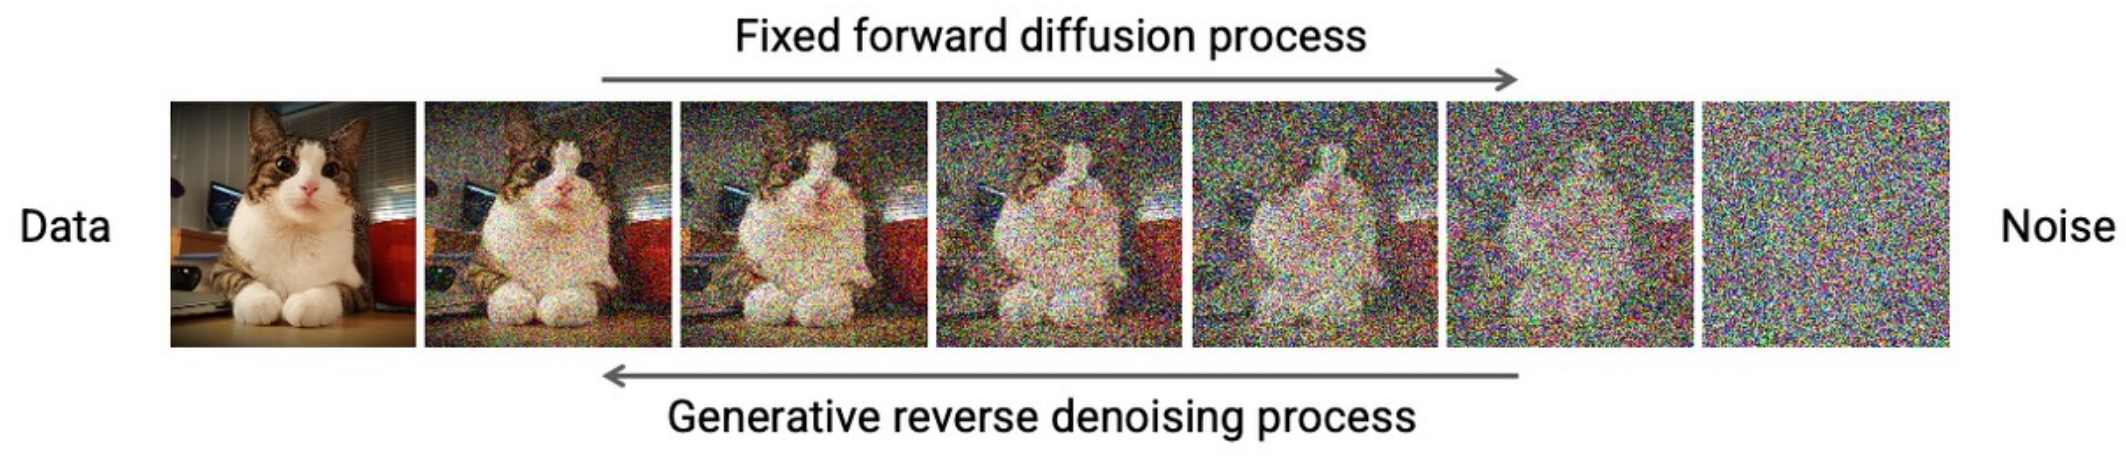 Fixed forward diffusion process
Data
Noise
Generative reverse denoising process